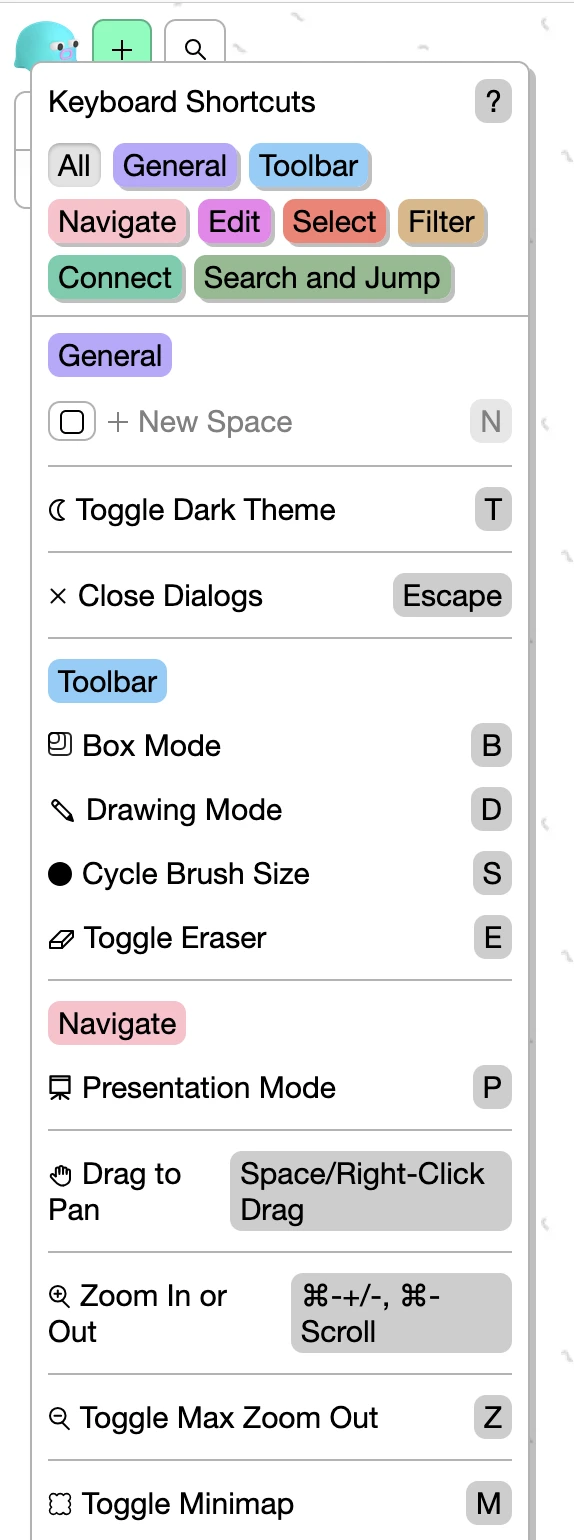 +
Keyboard Shortcuts ?
All General Toolbar
Navigate Edit Select Filter
Connect Search and Jump
General
+ New Space N
Toggle Dark Theme T
Close Dialogs Escape
Toolbar
Box Mode B
Drawing Mode D
Cycle Brush Size S
Toggle Eraser E
Navigate
Presentation Mode P
Drag to Space/Right-Click
Pan Drag
Zoom In or ⌘-+/-, ⌘-
Out Scroll
Toggle Max Zoom Out Z
Toggle Minimap M